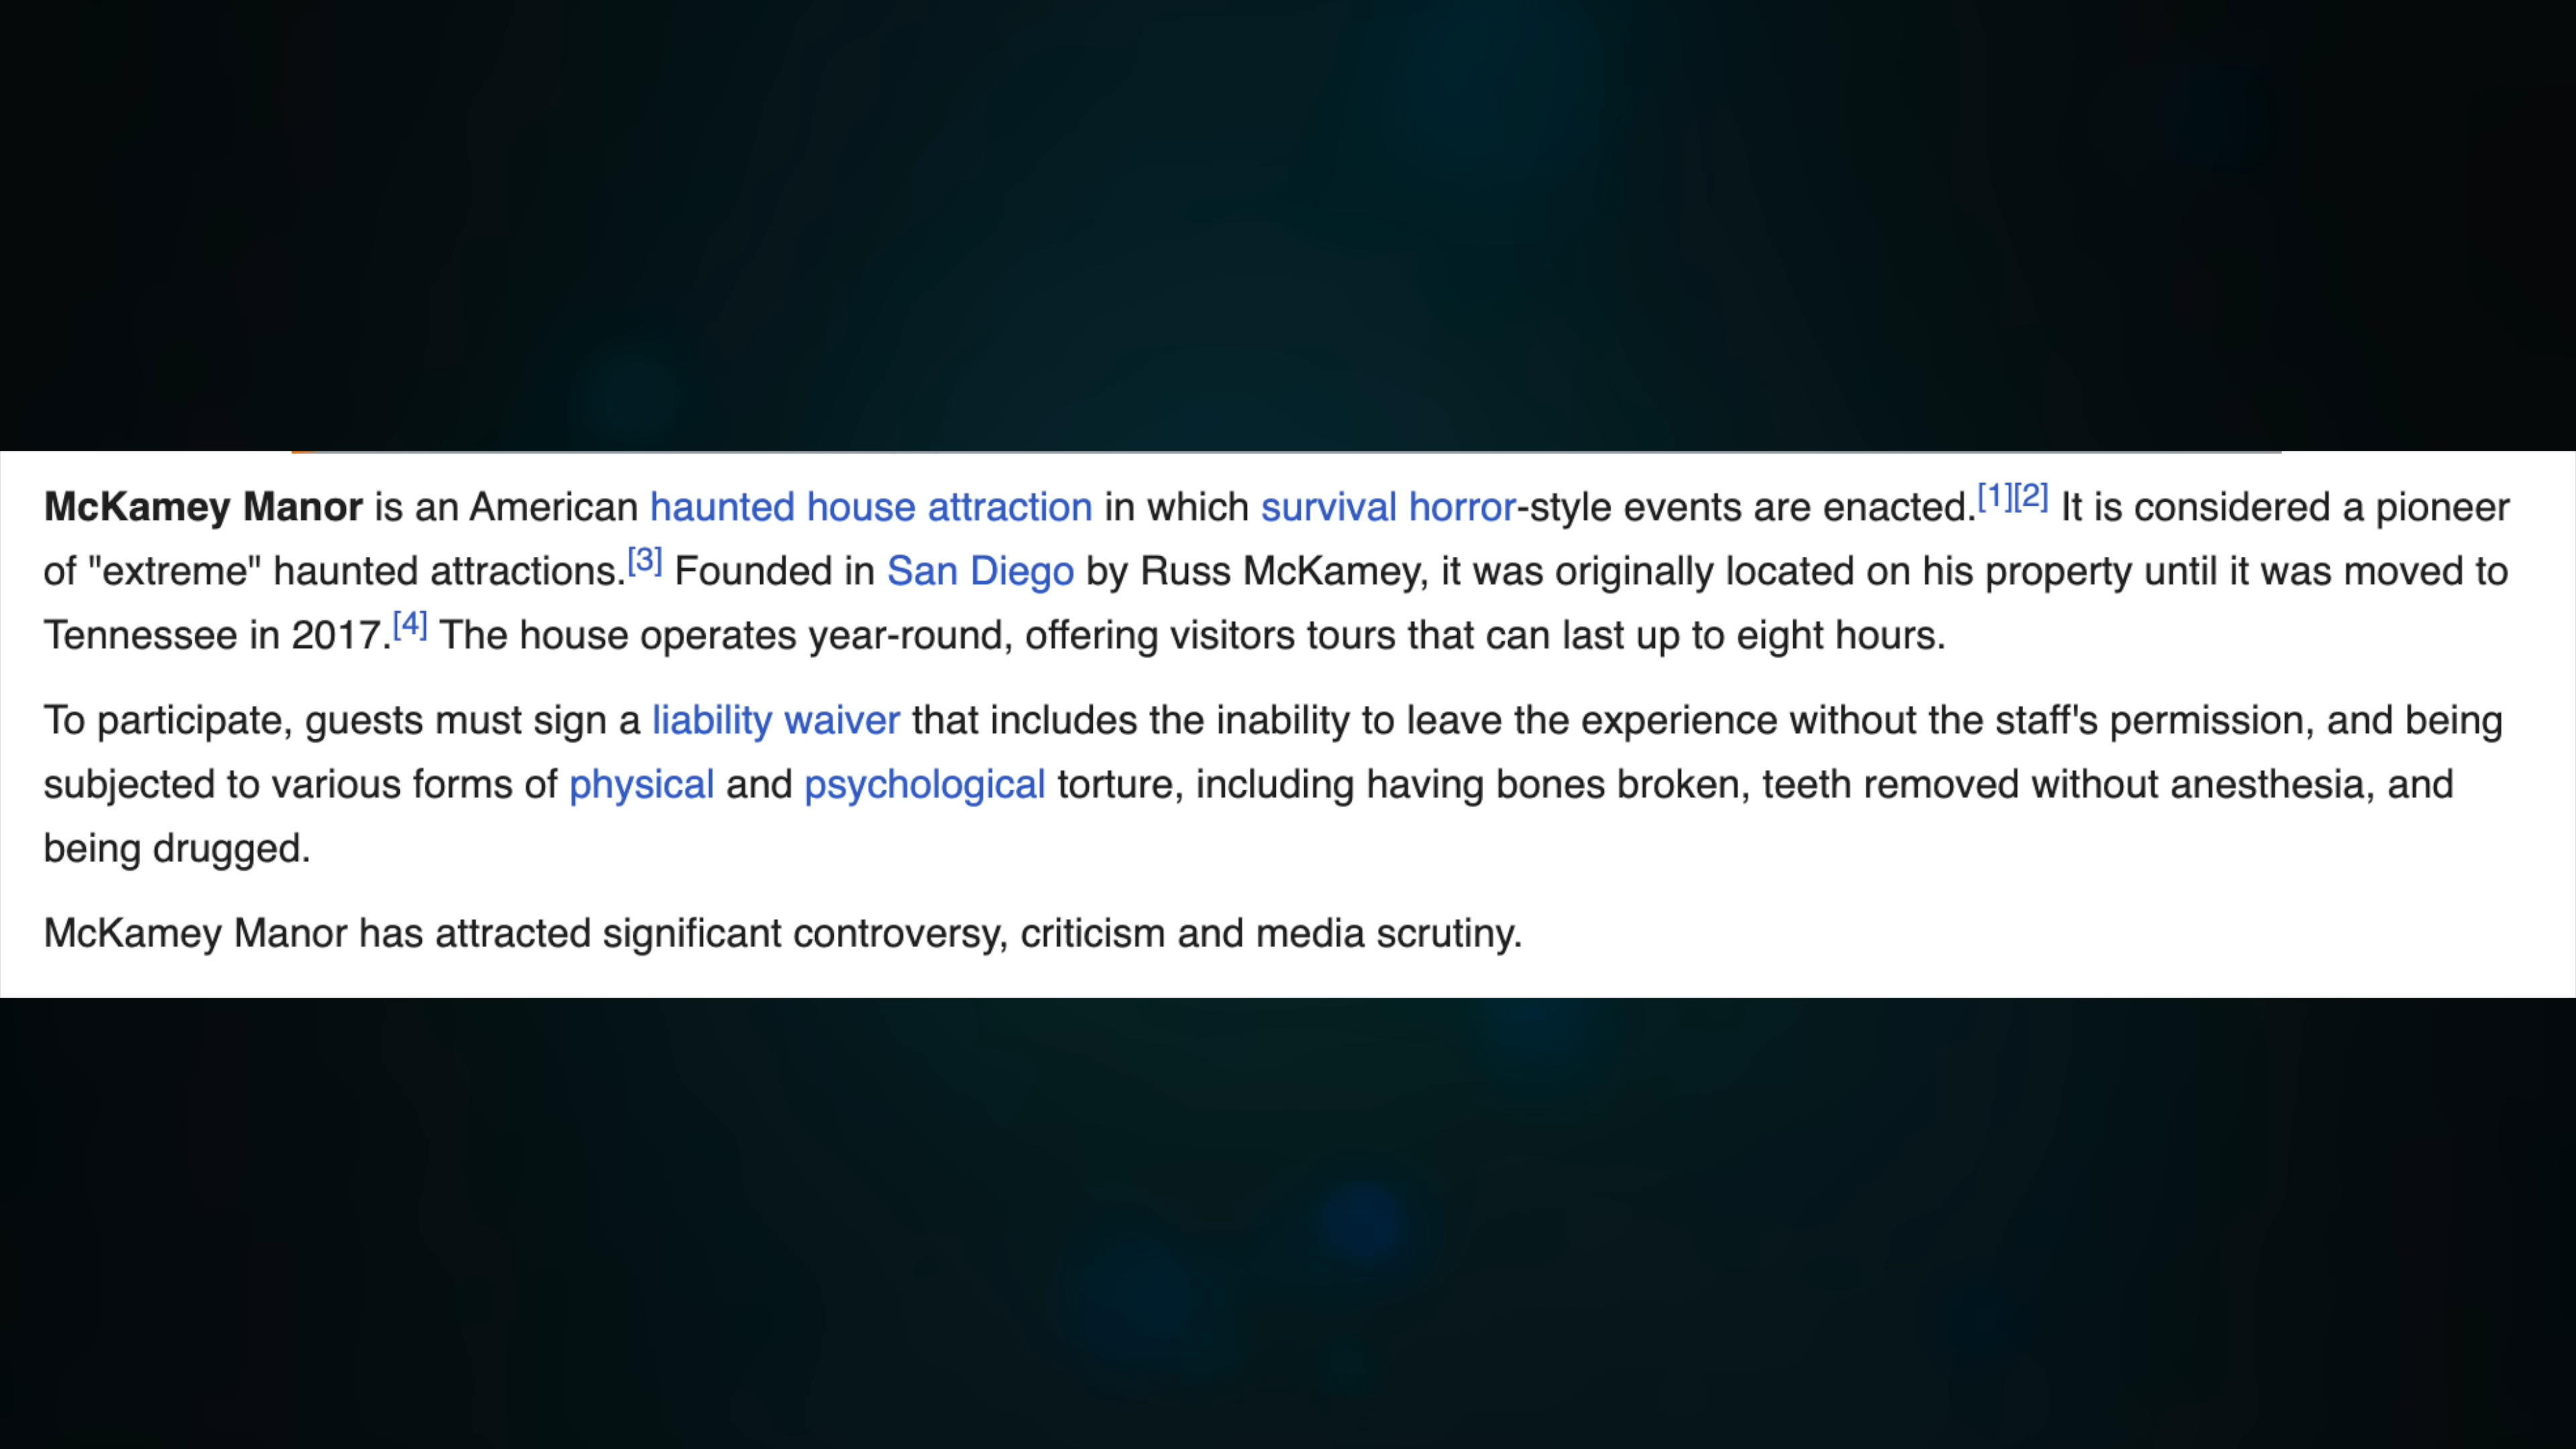 McKamey Manor is an American haunted house attraction in which survival horror-style events are enacted.[1][2] It is considered a pioneer
of "extreme" haunted attractions.[3] Founded in San Diego by Russ McKamey, it was originally located on his property until it was moved to
Tennessee in 2017.[4] The house operates year-round, offering visitors tours that can last up to eight hours.
To participate, guests must sign a liability waiver that includes the inability to leave the experience without the staff's permission, and being
subjected to various forms of physical and psychological torture, including having bones broken, teeth removed without anesthesia, and
being drugged.
McKamey Manor has attracted significant controversy, criticism and media scrutiny.